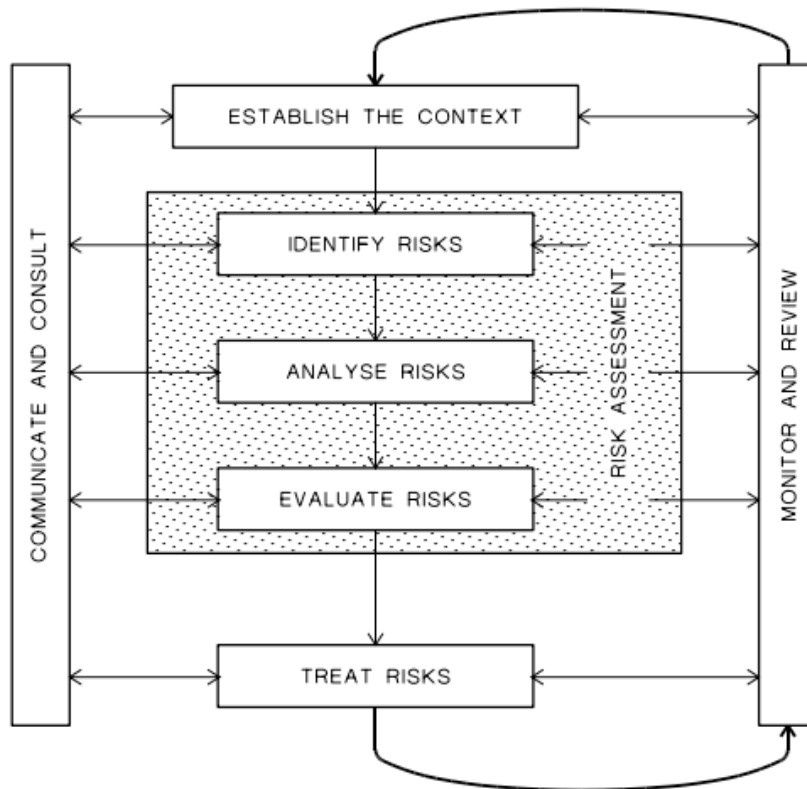 ESTABLISH THE CONTEXT
COMMUNICATE AND CONSULT
IDENTIFY RISKS
ANALYSE RISKS
EVALUATE RISKS
RISK ASSESSMENT
MONITOR AND REVIEW
TREAT RISKS